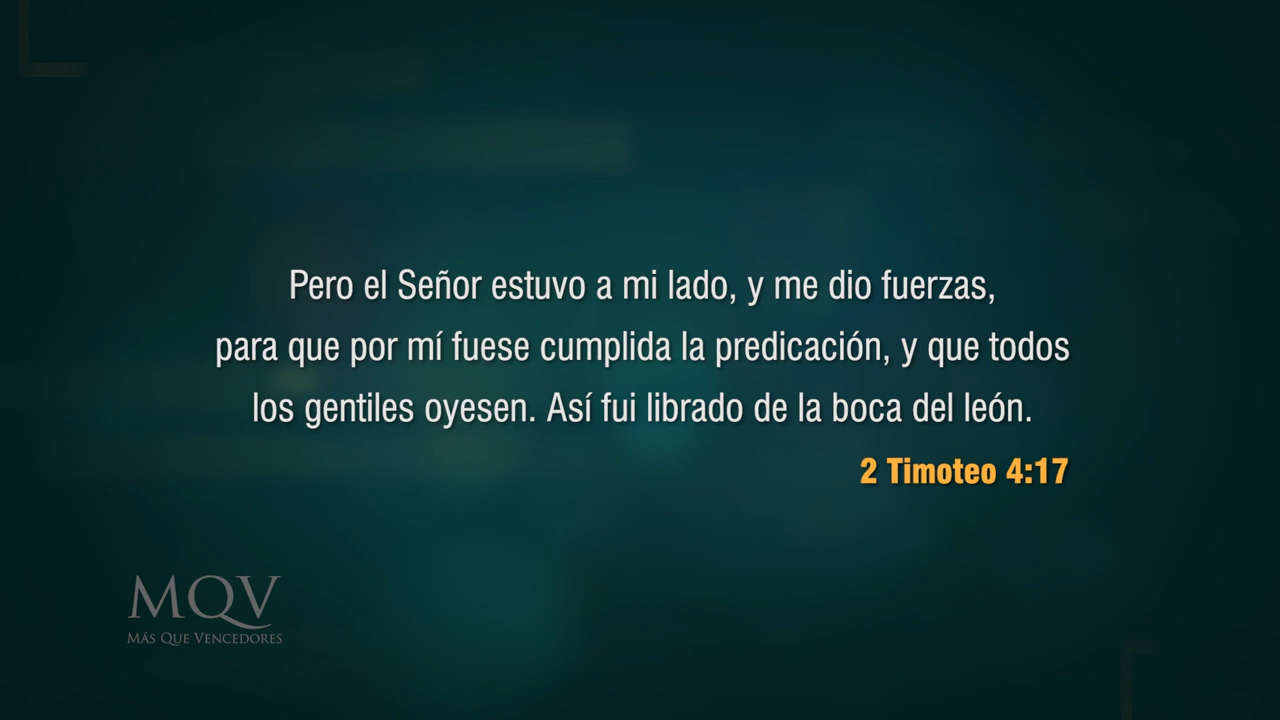 Pero el Señor estuvo a mi lado, y me dio fuerzas,
para que por mí fuese cumplida la predicación, y que todos
los gentiles oyesen. Así fui librado de la boca del león.
2 Timoteo 4:17
MQV
MÁS QUE VENCEDORES